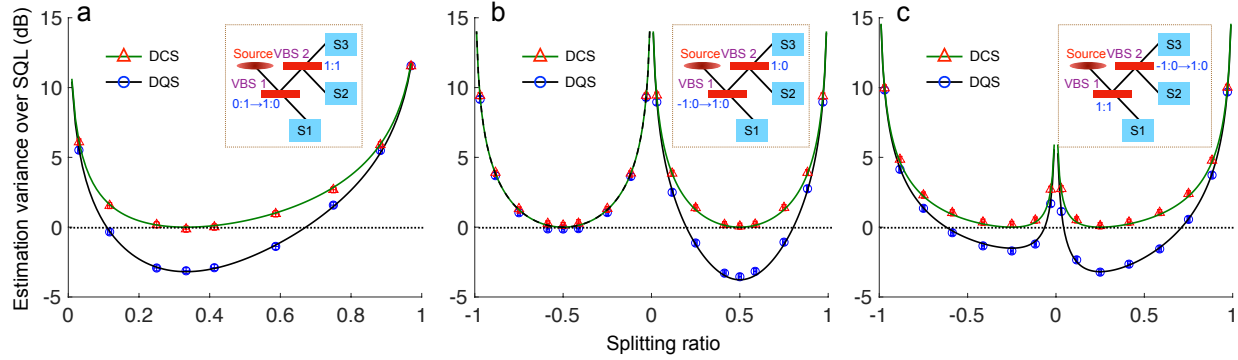 Estimation variance over SQL (dB)
a
15
10
5
0
-5
DCS
DQS
Source
VBS 2
S3
1:1
VBS 1
S2
0:1→1:0
S1
0
0.2
0.4
0.6
0.8
1
b
15
10
5
0
-5
DCS
DQS
Source
VBS 2
S3
1:0
VBS 1
S2
-1:0→1:0
S1
-1
-0.5
0
0.5
1
c
15
10
5
0
-5
DCS
DQS
Source
VBS 2
S3
-1:0→1:0
VBS
1
S2
1:1
S1
-1
-0.5
0
0.5
1
Splitting ratio